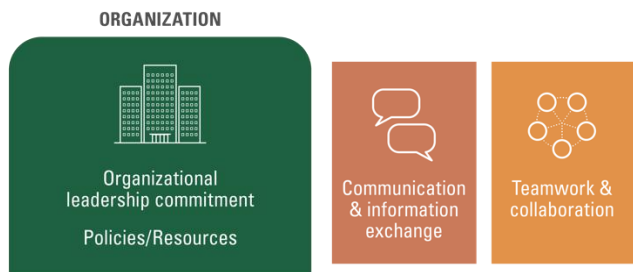 ORGANIZATION
Organizational
leadership commitment
Policies/Resources
Communication
& information
exchange
Teamwork &
collaboration